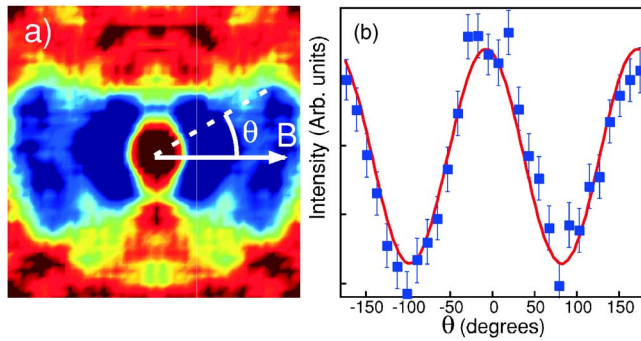 a)
θ
B
(b)
Intensity (Arb. units)
-150 -100 -50 0 50 100 150
θ (degrees)